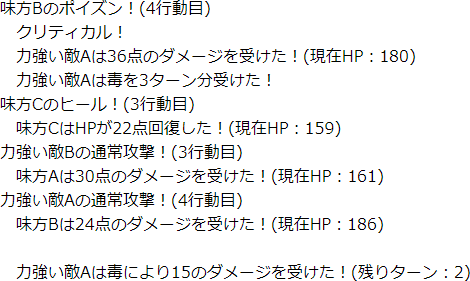 味方Bのポイズン！(4行動目)
クリティカル！
力強い敵Aは36点のダメージを受けた！(現在HP：180)
力強い敵Aは毒を3ターン分受けた！
味方Cのヒール！(3行動目)
味方CはHPが22点回復した！(現在HP：159)
力強い敵Bの通常攻撃！(3行動目)
味方Aは30点のダメージを受けた！(現在HP：161)
力強い敵Aの通常攻撃！(4行動目)
味方Bは24点のダメージを受けた！(現在HP：186)
力強い敵Aは毒により15のダメージを受けた！(残りターン：2)